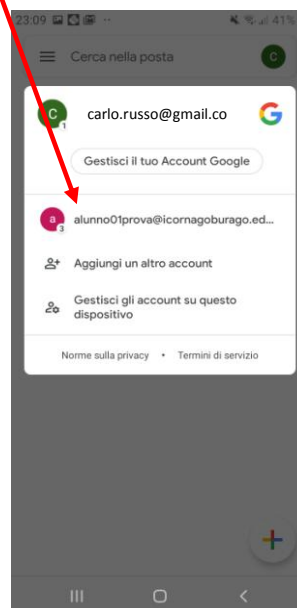 23:09 41%
Cerca nella posta C
C 1 carlo.russo@gmail.co G
Gestisci il tuo Account Google
a 3 alunno01prova@icornagoburago.ed...
Aggiungi un altro account
Gestisci gli account su questo
dispositivo
Norme sulla privacy • Termini di servizio